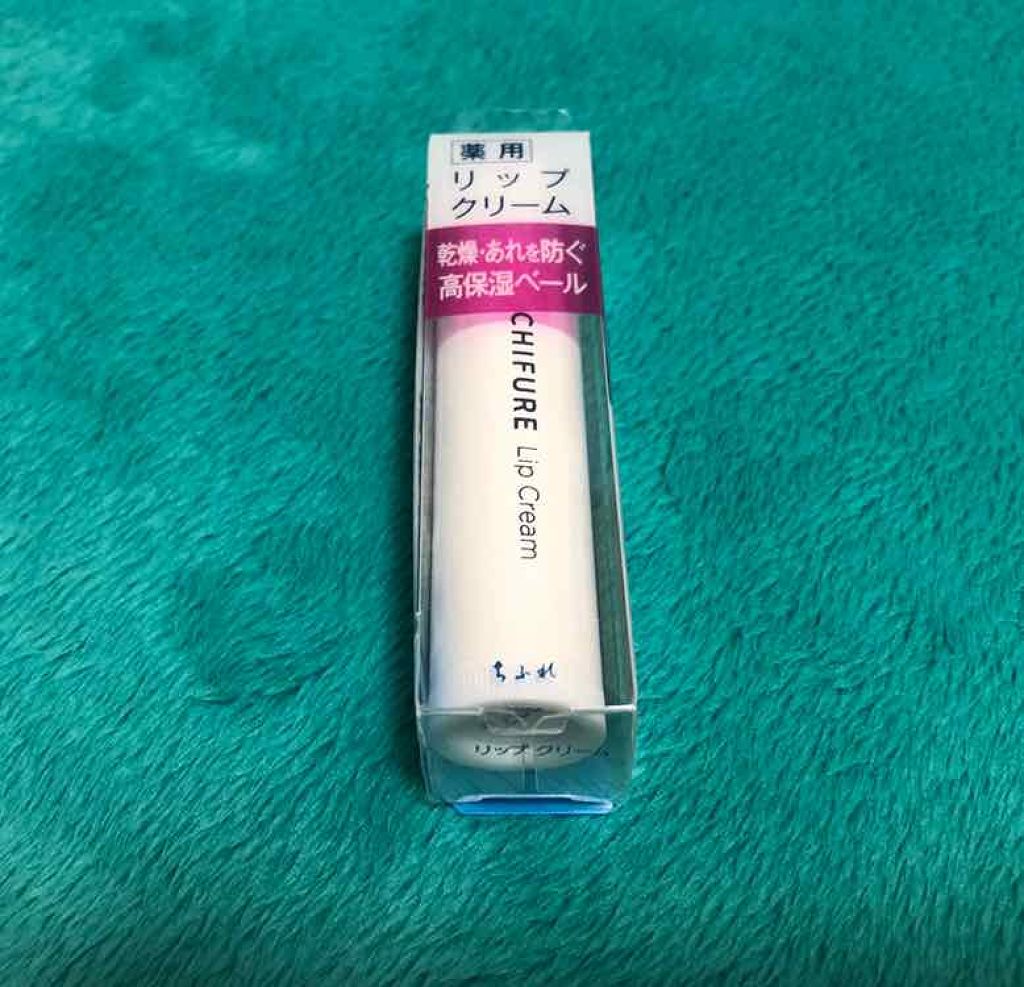 薬用
リップ
クリーム
乾燥・あれを防ぐ
高保湿ベール
CHIFURE Lip Cream
ちふれ
リップクリーム